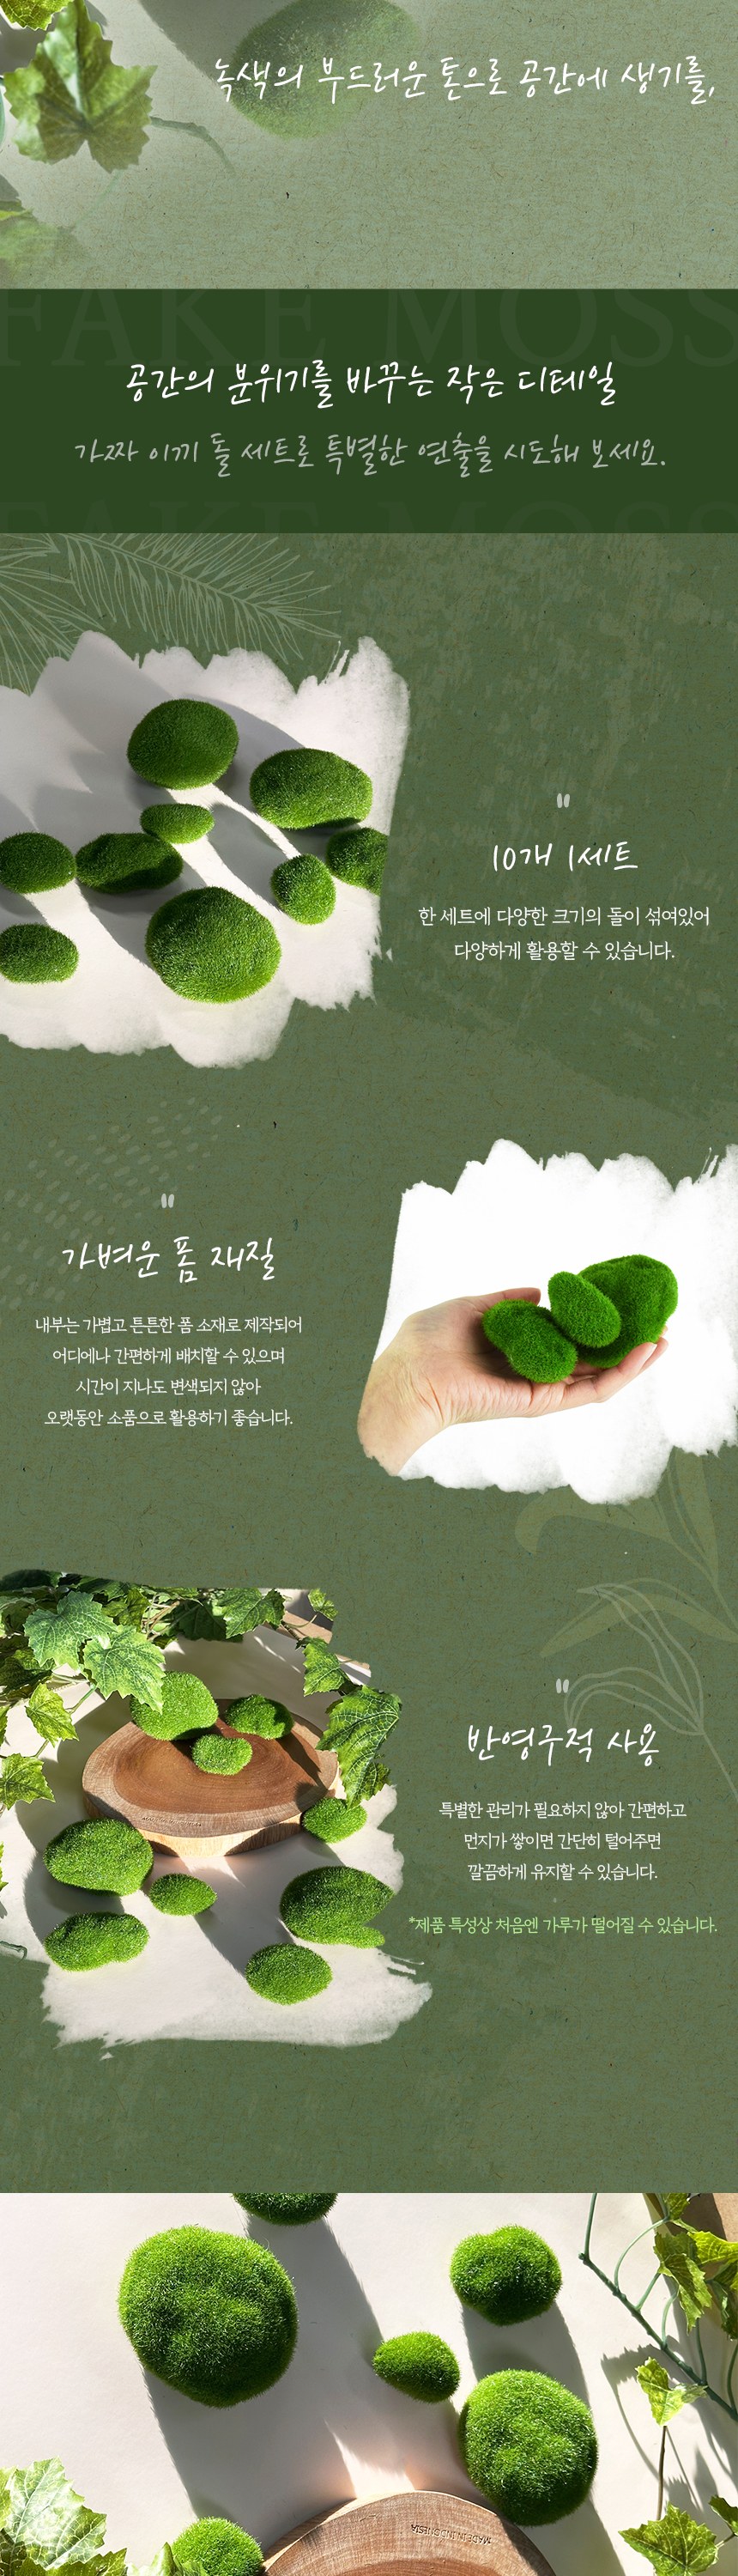 녹색의 부드러운 톤으로 공간에 생기를,
FAKE MOSS
공간의 분위기를 바꾸는 작은 디테일
가짜 이끼 돌 세트로 특별한 연출을 시도해 보세요.
FAKE MOSS
"
10개 1세트
한 세트에 다양한 크기의 돌이 섞여있어
다양하게 활용할 수 있습니다.
"
가벼운 폼 재질
내부는 가볍고 튼튼한 폼 소재로 제작되어
어디에나 간편하게 배치할 수 있으며
시간이 지나도 변색되지 않아
오랫동안 소품으로 활용하기 좋습니다.
"
반영구적 사용
특별한 관리가 필요하지 않아 간편하고
먼지가 쌓이면 간단히 털어주면
깔끔하게 유지할 수 있습니다.
*제품 특성상 처음엔 가루가 떨어질 수 있습니다.
MADE IN INDONESIA